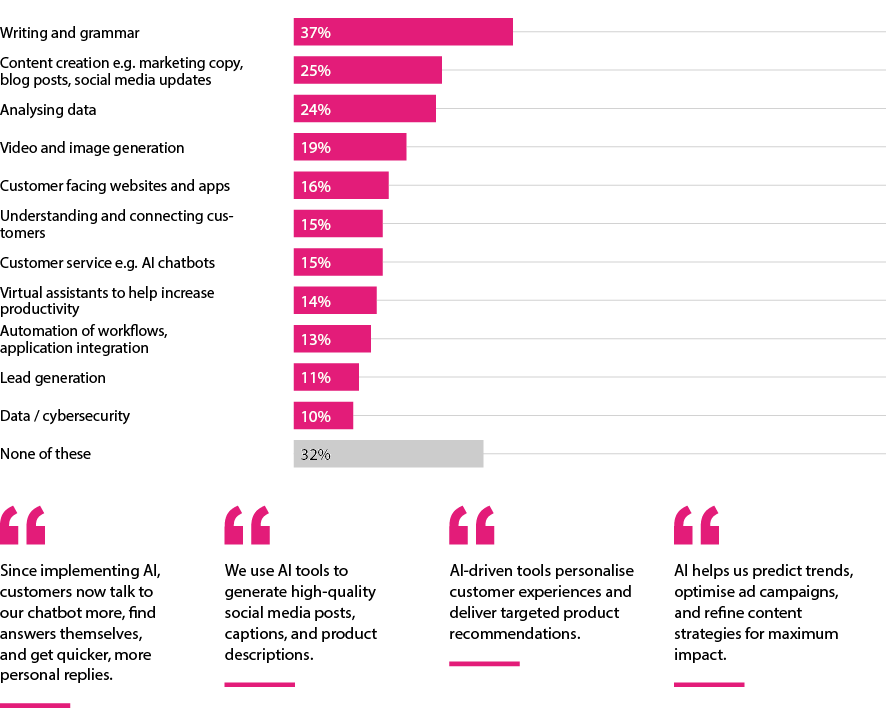 Writing and grammar
37%
Content creation e.g. marketing copy,
blog posts, social media updates
25%
Analysing data
24%
Video and image generation
19%
Customer facing websites and apps
16%
Understanding and connecting cus-
tomers
15%
Customer service e.g. AI chatbots
15%
Virtual assistants to help increase
productivity
14%
Automation of workflows,
application integration
13%
Lead generation
11%
Data / cybersecurity
10%
None of these
32%
“
Since implementing AI,
customers now talk to
our chatbot more, find
answers themselves,
and get quicker, more
personal replies.
“
We use AI tools to
generate high-quality
social media posts,
captions, and product
descriptions.
“
AI-driven tools personalise
customer experiences and
deliver targeted product
recommendations.
“
AI helps us predict trends,
optimise ad campaigns,
and refine content
strategies for maximum
impact.